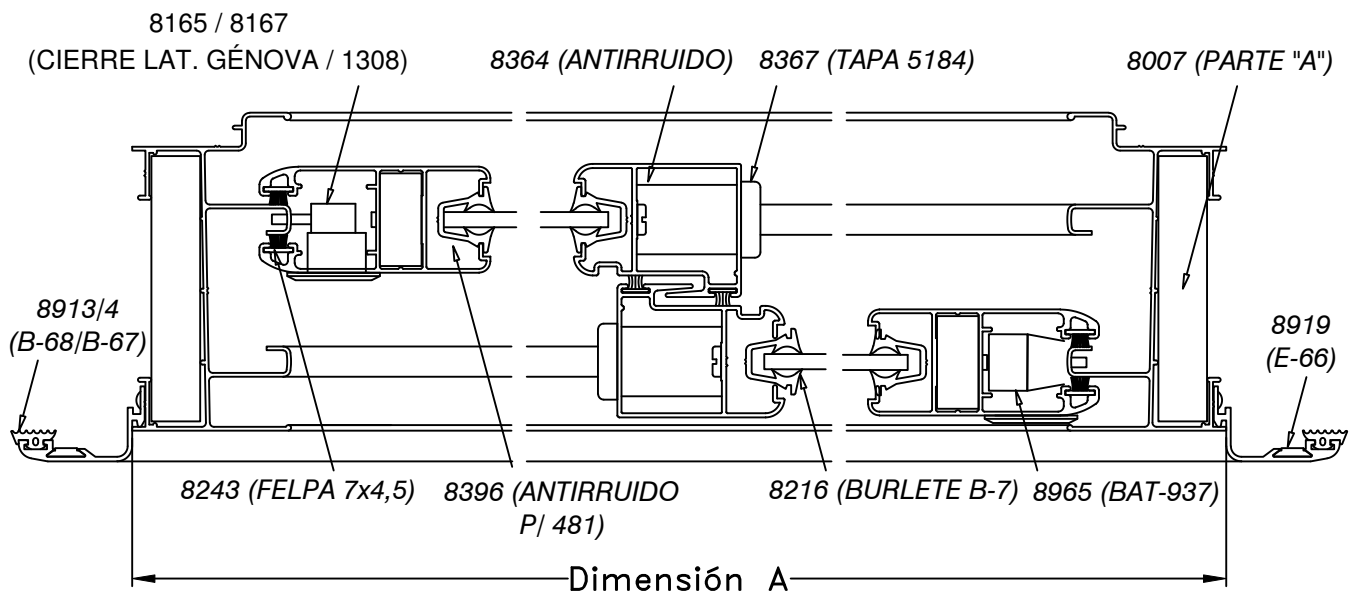 8165 / 8167
(CIERRE LAT. GÉNOVA / 1308)
8364 (ANTIRRUIDO)
8367 (TAPA 5184)
8007 (PARTE "A")
8913/4
(B-68/B-67)
8919
(E-66)
8243 (FELPA 7x4,5)
8396 (ANTIRRUIDO
P/ 481)
8216 (BURLETE B-7)
8965 (BAT-937)
Dimensión A